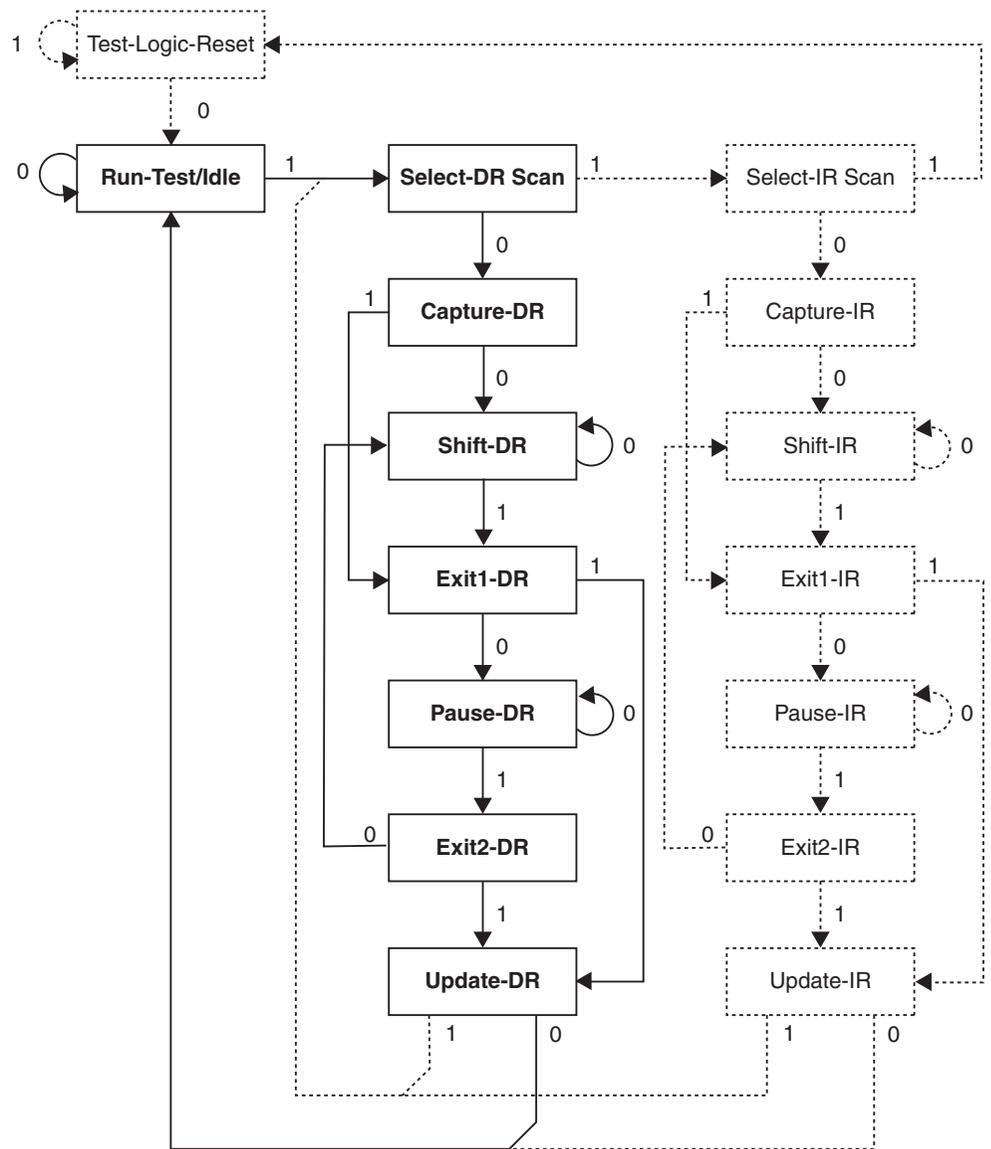 1
Test-Logic-Reset
0
0
Run-Test/Idle
1
Select-DR Scan
1
Select-IR Scan
1
0
0
1
Capture-DR
1
Capture-IR
0
0
Shift-DR
0
Shift-IR
0
1
1
Exit1-DR
1
Exit1-IR
1
0
0
Pause-DR
0
Pause-IR
0
1
1
0
Exit2-DR
0
Exit2-IR
1
1
Update-DR
Update-IR
1
0
1
0